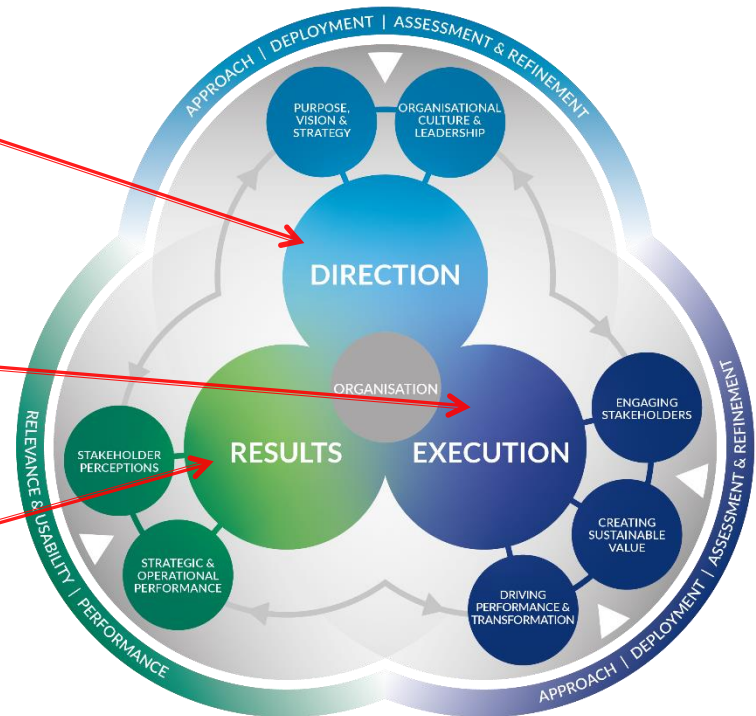 APPROACH | DEPLOYMENT | ASSESSMENT & REFINEMENT
PURPOSE,
VISION &
STRATEGY
ORGANISATIONAL
CULTURE &
LEADERSHIP
DIRECTION
ORGANISATION
RESULTS
EXECUTION
STAKEHOLDER
PERCEPTIONS
STRATEGIC &
OPERATIONAL
PERFORMANCE
ENGAGING
STAKEHOLDERS
CREATING
SUSTAINABLE
VALUE
DRIVING
PERFORMANCE &
TRANSFORMATION
RELEVANCE & USABILITY | PERFORMANCE
APPROACH | DEPLOYMENT | ASSESSMENT & REFINEMENT